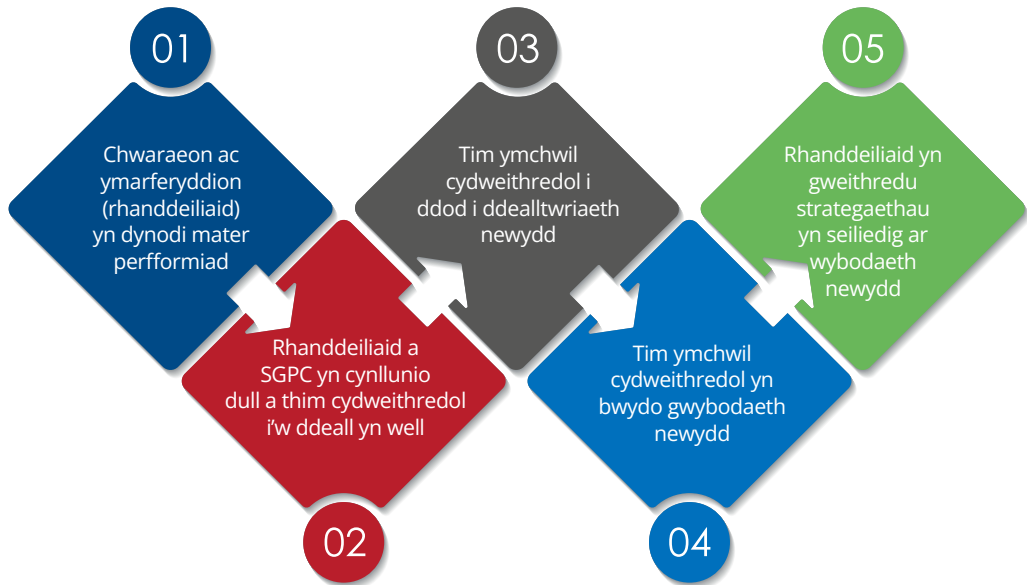 01
Chwaraeon ac
ymarferyddion
(rhanddeiliaid)
yn dynodi mater
perfformiad
02
Rhanddeiliaid a
SGPC yn cynllunio
dull a thim cydweithredol
i'w ddeall yn well
03
Tim ymchwil
cydweithredol i
ddod i ddealltwriaeth
newydd
04
Tim ymchwil
cydweithredol yn
bwydo gwybodaeth
newydd
05
Rhanddeiliaid yn
gweithredu
strategaethau
yn seiliedig ar
wybodaeth
newydd